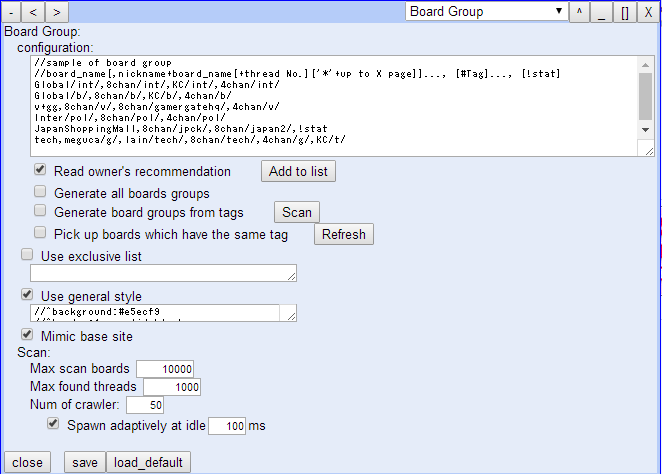 - < > Board Group ^ _ [] X
Board Group:
configuration:
//sample of board group
//board_name[,nickname+board_name[+thread No.]['*'+up to X page]]..., [#Tag]..., [!stat]
Global/int/,8chan/int/,KC/int/,4chan/int/
Global/b/,8chan/b/,KC/b/,4chan/b/
v+gg,8chan/v/,8chan/gamergatehq/,4chan/v/
Inter/pol/,8chan/pol/,4chan/pol/
JapanShoppingMall,8chan/jpck/,8chan/japan2/,!stat
tech,meguca/g/,lain/tech/,8chan/tech/,4chan/g/,KC/t/
Read owner's recommendation Add to list
Generate all boards groups
Generate board groups from tags Scan
Pick up boards which have the same tag Refresh
Use exclusive list
Use general style
//^background:#e5ecf9
Mimic base site
Scan:
Max scan boards 10000
Max found threads 1000
Num of crawler: 50
Spawn adaptively at idle 100 ms
close save load_default